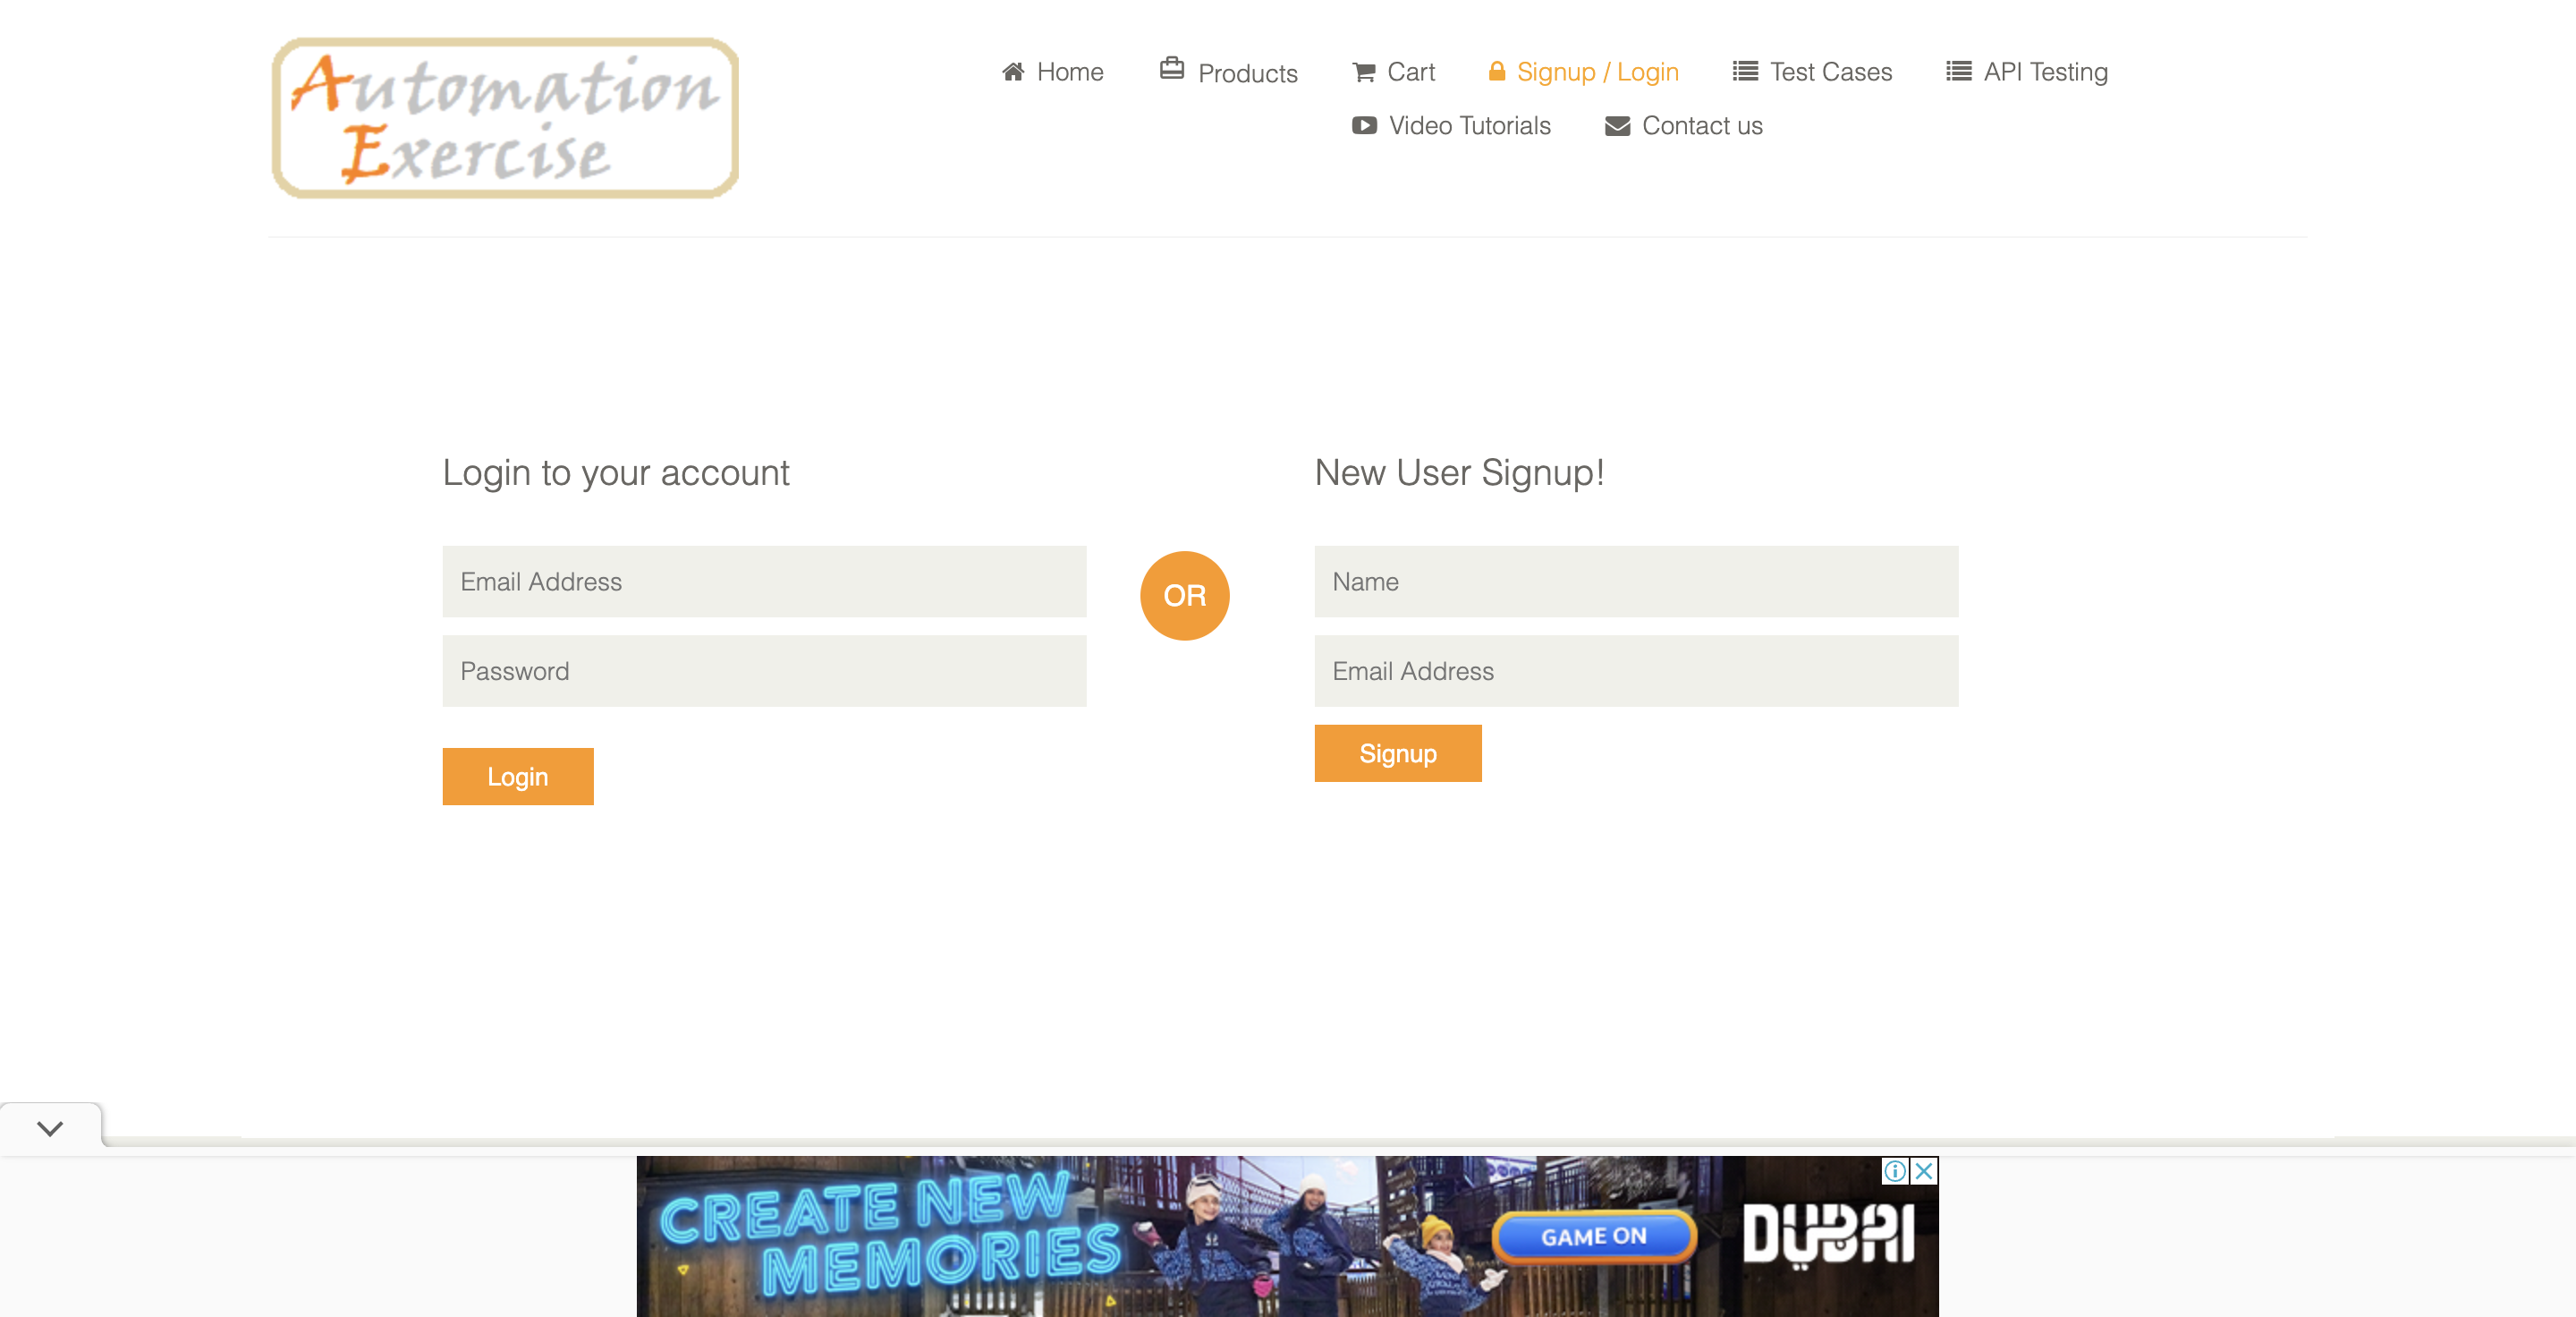 Automation
Exercise
Home Products Cart Signup / Login Test Cases API Testing
Video Tutorials Contact us
Login to your account
Email Address
Password
Login
OR
New User Signup!
Name
Email Address
Signup
CREATE NEW
MEMORIES
GAME ON
DUBAI